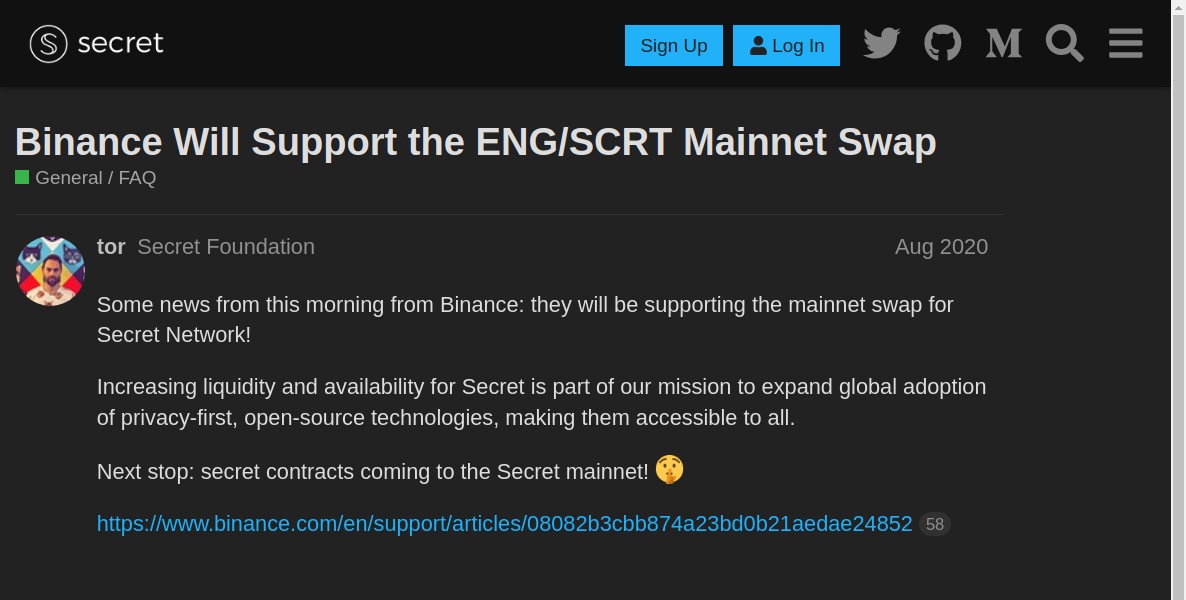 secret
Sign Up
Log In
Binance Will Support the ENG/SCRT Mainnet Swap
General / FAQ
tor Secret Foundation Aug 2020
Some news from this morning from Binance: they will be supporting the mainnet swap for
Secret Network!
Increasing liquidity and availability for Secret is part of our mission to expand global adoption
of privacy-first, open-source technologies, making them accessible to all.
Next stop: secret contracts coming to the Secret mainnet! 🤫
https://www.binance.com/en/support/articles/08082b3cbb874a23bd0b21aedae24852 58